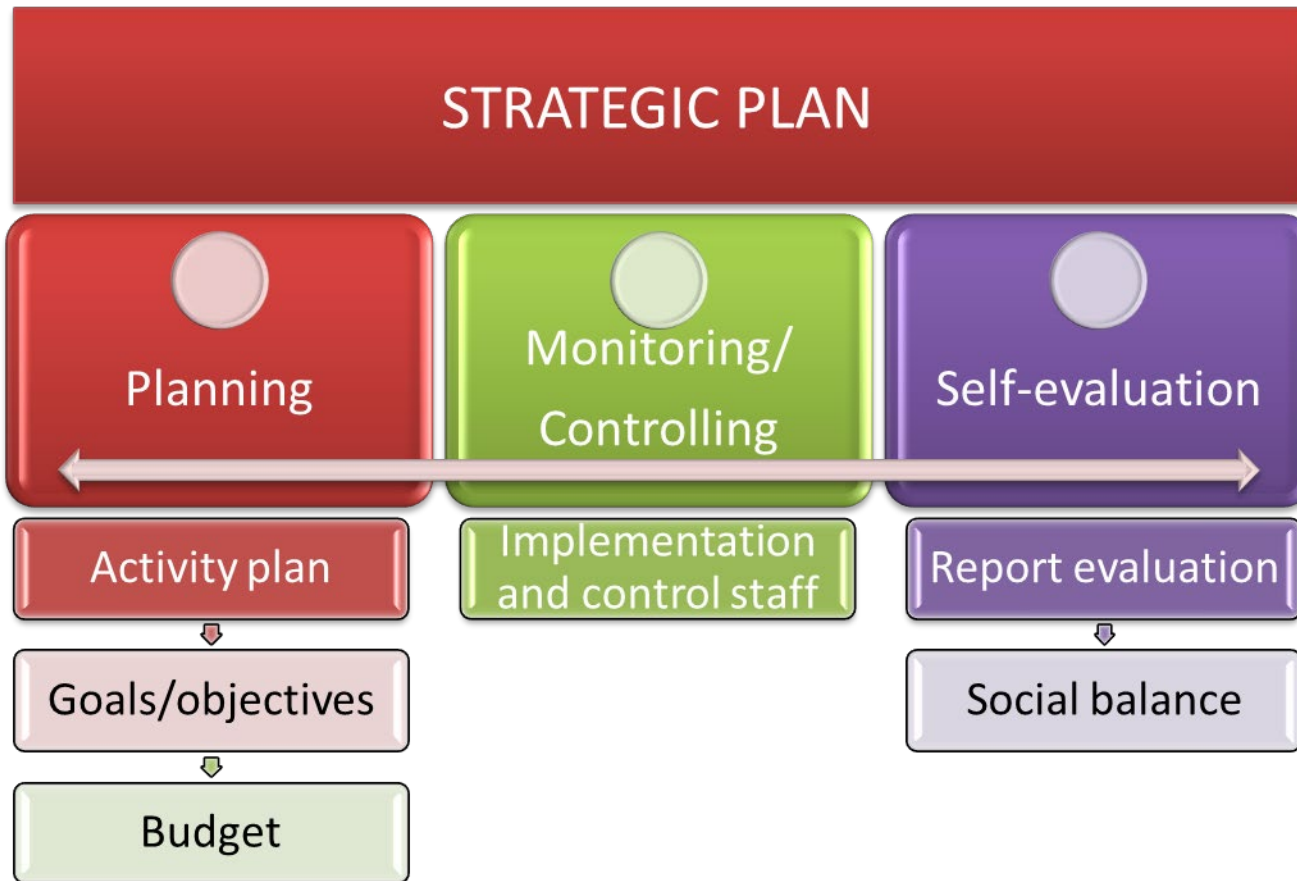 STRATEGIC PLAN
Planning
Monitoring/
Controlling
Self-evaluation
Activity plan
Goals/objectives
Budget
Implementation
and control staff
Report evaluation
Social balance